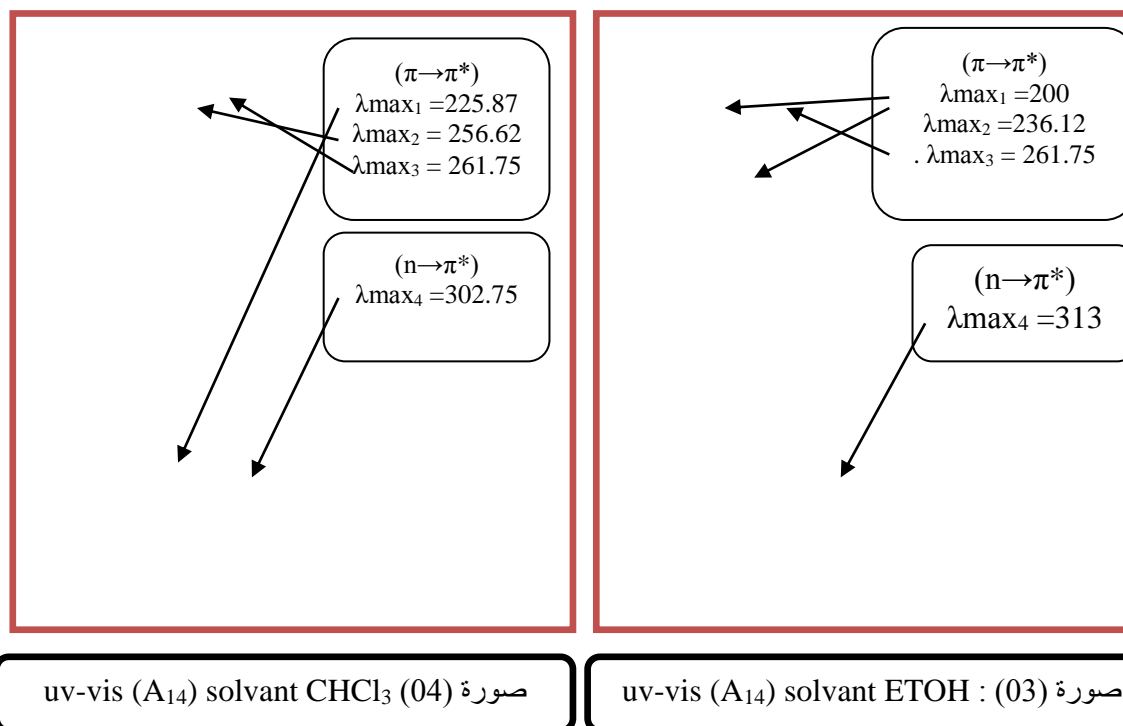 (π→π*)
λmax₁ =225.87
λmax₂ = 256.62
λmax₃ = 261.75
(n→π*)
λmax₄ =302.75
(π→π*)
λmax₁ =200
λmax₂ =236.12
. λmax₃ = 261.75
(n→π*)
λmax₄ =313
uv-vis (A₁₄) solvant CHCl₃ (04) صورة
uv-vis (A₁₄) solvant ETOH : (03) صورة